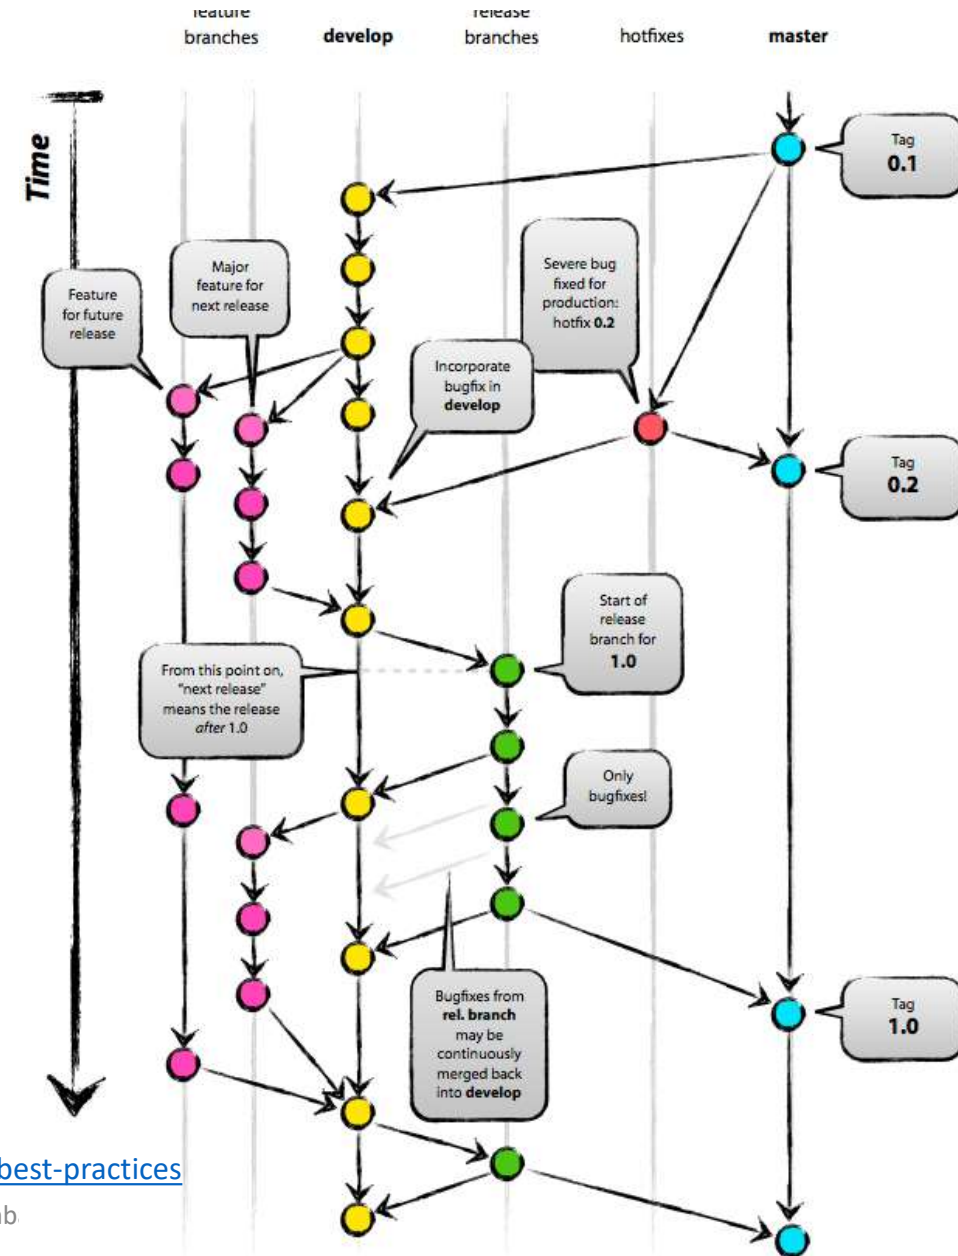 feature
branches
develop
release
branches
hotfixes
master
Time
Tag
0.1
Major
feature for
next release
Severe bug
fixed for
production:
hotfix 0.2
Feature
for future
release
Incorporate
bugfix in
develop
Tag
0.2
Start of
release
branch for
1.0
From this point on,
“next release”
means the release
after 1.0
Only
bugfixes!
Bugfixes from
rel. branch
may be
continuously
merged back
into develop
Tag
1.0
best-practices